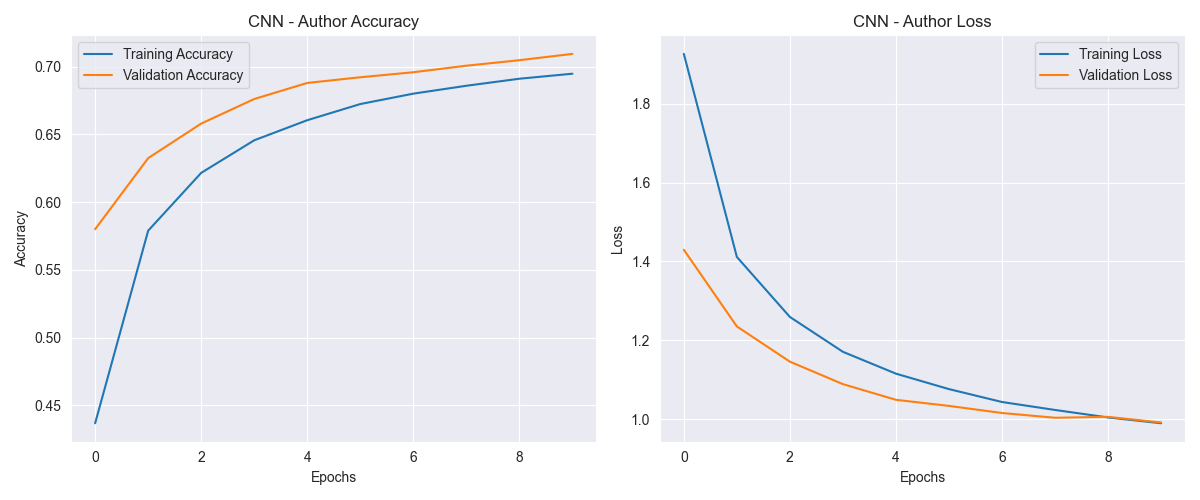 CNN - Author Accuracy
Training Accuracy
Validation Accuracy
Accuracy
0.70
0.65
0.60
0.55
0.50
0.45
0 2 4 6 8
Epochs
CNN - Author Loss
Training Loss
Validation Loss
Loss
1.8
1.6
1.4
1.2
1.0
0 2 4 6 8
Epochs